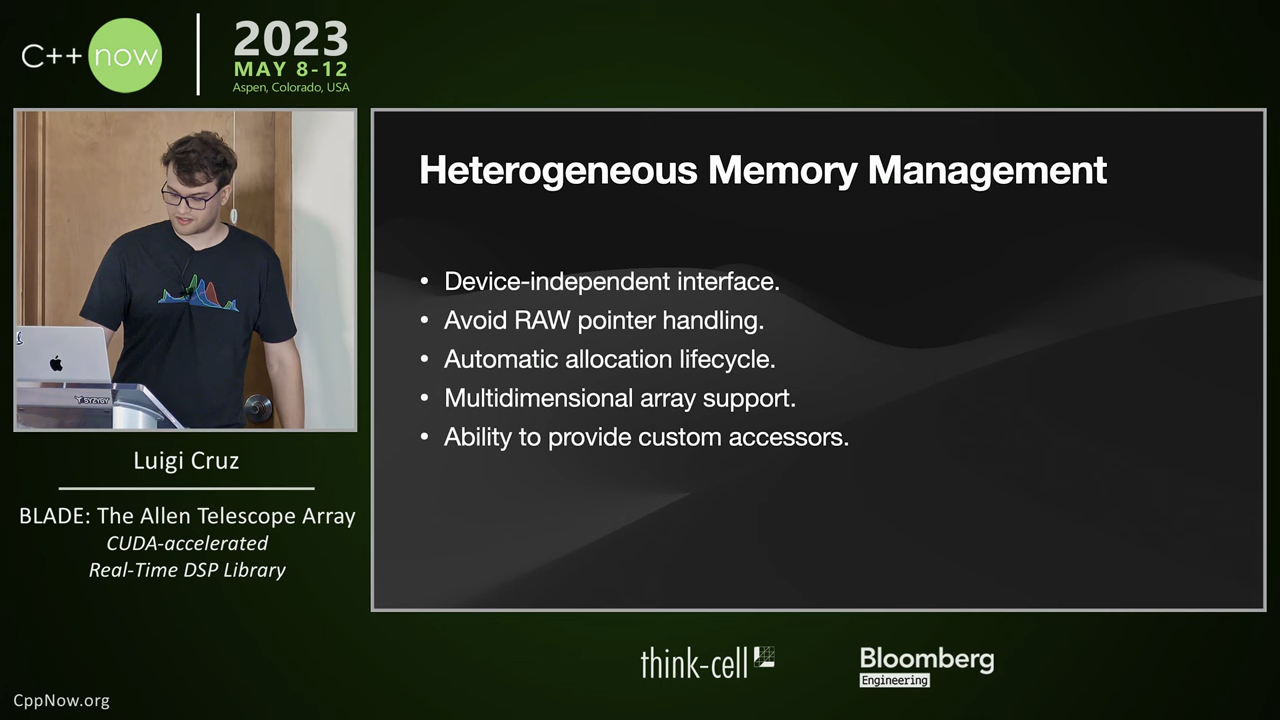 C++ now
2023
MAY 8-12
Aspen, Colorado, USA
Heterogeneous Memory Management
• Device-independent interface.
• Avoid RAW pointer handling.
• Automatic allocation lifecycle.
• Multidimensional array support.
• Ability to provide custom accessors.
SYZYGY
Luigi Cruz
BLADE: The Allen Telescope Array
CUDA-accelerated
Real-Time DSP Library
think-cell
Bloomberg
Engineering
CppNow.org